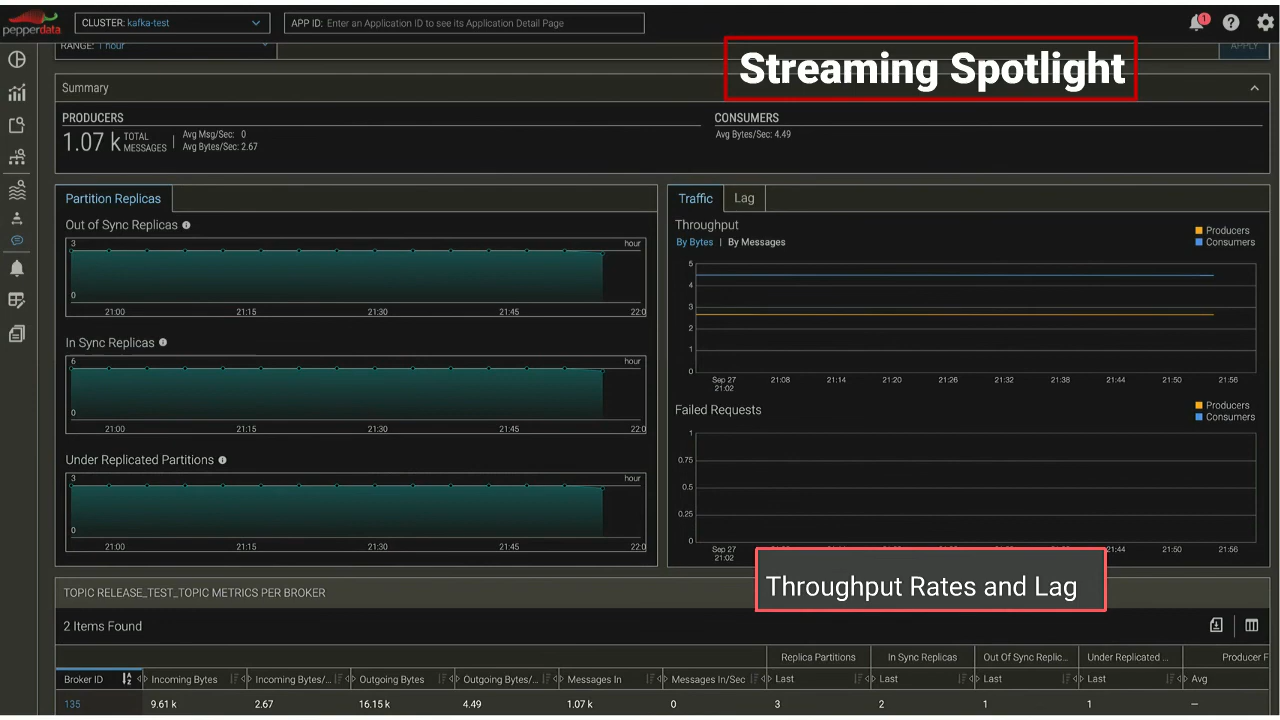 pepperdata
CLUSTER: kafka-test
APP ID: Enter an Application ID to see its Application Detail Page
1
RANGE: 1 hour
APPLY
Streaming Spotlight
Summary
PRODUCERS
1.07 k TOTAL MESSAGES
Avg Msg/Sec: 0
Avg Bytes/Sec: 2.67
CONSUMERS
Avg Bytes/Sec: 4.49
Partition Replicas
Out of Sync Replicas
3 hour
0
21:00 21:15 21:30 21:45 22:0
In Sync Replicas
6 hour
0
21:00 21:15 21:30 21:45 22:0
Under Replicated Partitions
3 hour
0
21:00 21:15 21:30 21:45 22:0
Traffic Lag
Throughput
By Bytes | By Messages
Producers
Consumers
5
4
3
2
1
0
Sep 27 21:08 21:14 21:20 21:26 21:32 21:38 21:44 21:50 21:56
21:02
Failed Requests
Producers
Consumers
1
0.75
0.5
0.25
0
Sep 27 21:44 21:50 21:56
21:02
Throughput Rates and Lag
TOPIC RELEASE_TEST_TOPIC METRICS PER BROKER
2 Items Found
Replica Partitions In Sync Replicas Out Of Sync Replic... Under Replicated ... Producer F
Broker ID Incoming Bytes Incoming Bytes/... Outgoing Bytes Outgoing Bytes/... Messages In Messages In/Sec Last Last Last Last Avg
135 9.61 k 2.67 16.15 k 4.49 1.07 k 0 3 2 1 1 —